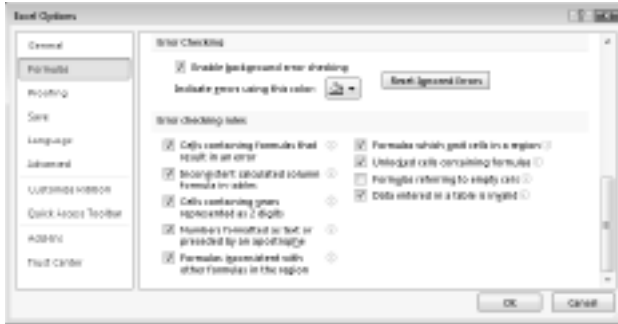 Excel Options
General
Formulas
Proofing
Save
Language
Advanced
Customize Ribbon
Quick Access Toolbar
Add-Ins
Trust Center
Error Checking
Enable background error checking
Indicate errors using this color:
Reset Ignored Errors
Error checking rules
Cells containing formulas that
result in an error
Inconsistent calculated column
formula in tables
Cells containing years
represented as 2 digits
Numbers formatted as text or
preceded by an apostrophe
Formulas inconsistent with
other formulas in the region
Formulas which omit cells in a region
Unlocked cells containing formulas
Formulas referring to empty cells
Data entered in a table is invalid
OK
Cancel